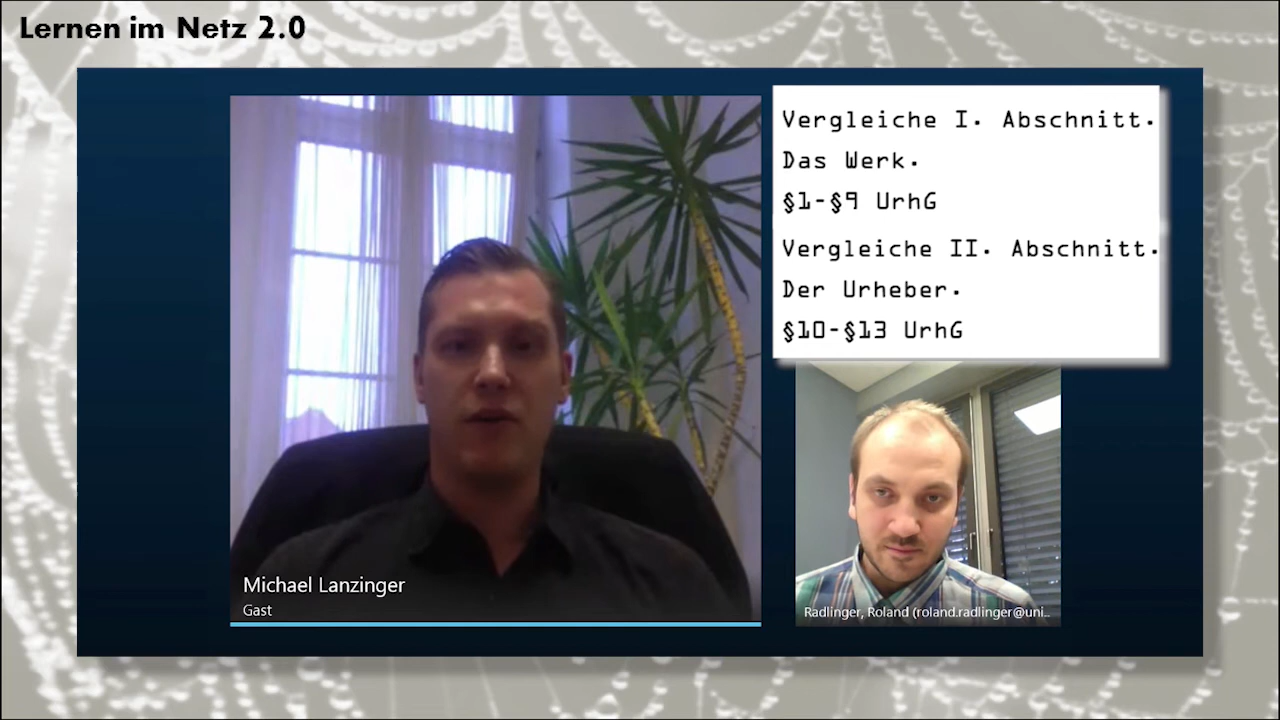 Lernen im Netz 2.0
Vergleiche I. Abschnitt.
Das Werk.
§1-§9 UrhG
Vergleiche II. Abschnitt.
Der Urheber.
§10-§13 UrhG
Michael Lanzinger
Gast
Radlinger, Roland (roland.radlinger@uni...